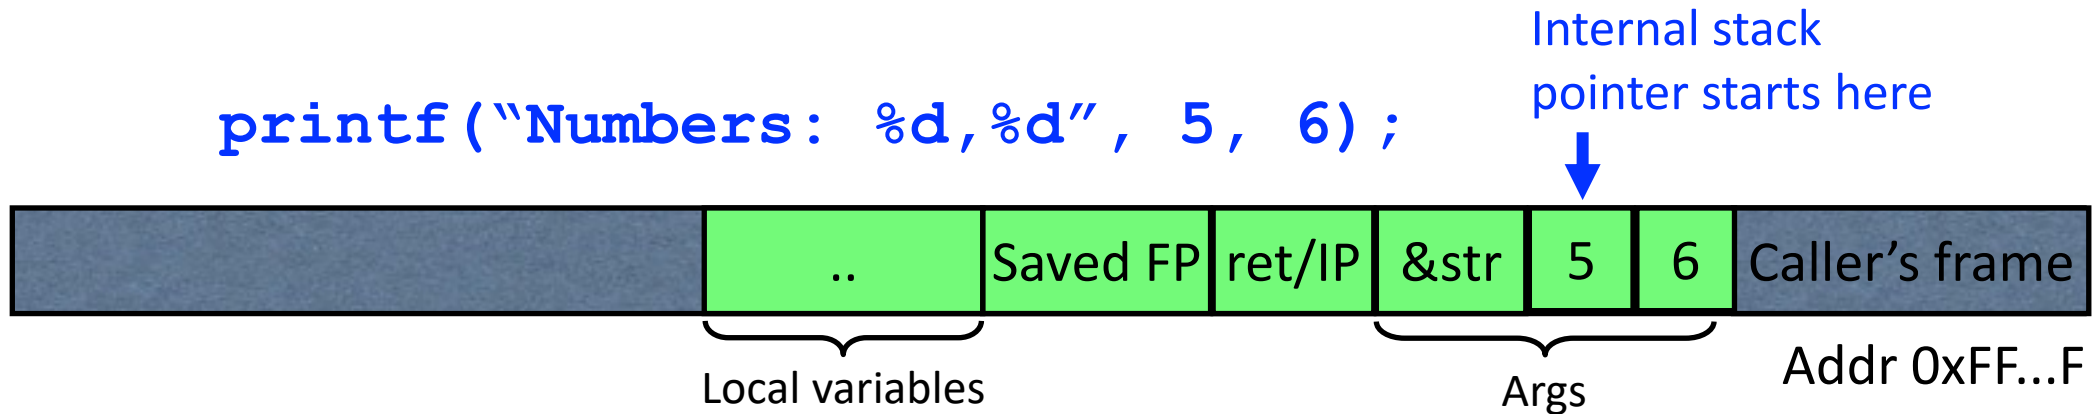 Internal stack
pointer starts here
printf(“Numbers: %d,%d”, 5, 6);
.. Saved FP ret/IP &str 5 6 Caller’s frame
Local variables Args Addr 0xFF...F